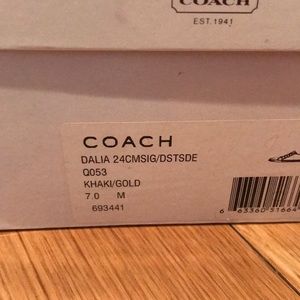 COACH
EST. 1941
COACH
DALIA 24CMSIG/DSTSDE
Q053
KHAKI/GOLD
7.0 M
693441